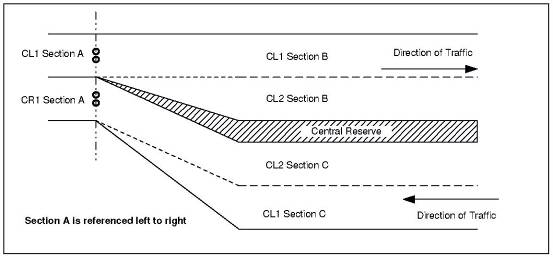 CL1 Section A
CL1 Section B
Direction of Traffic
CR1 Section A
CL2 Section B
Central Reserve
CL2 Section C
Section A is referenced left to right
CL1 Section C
Direction of Traffic